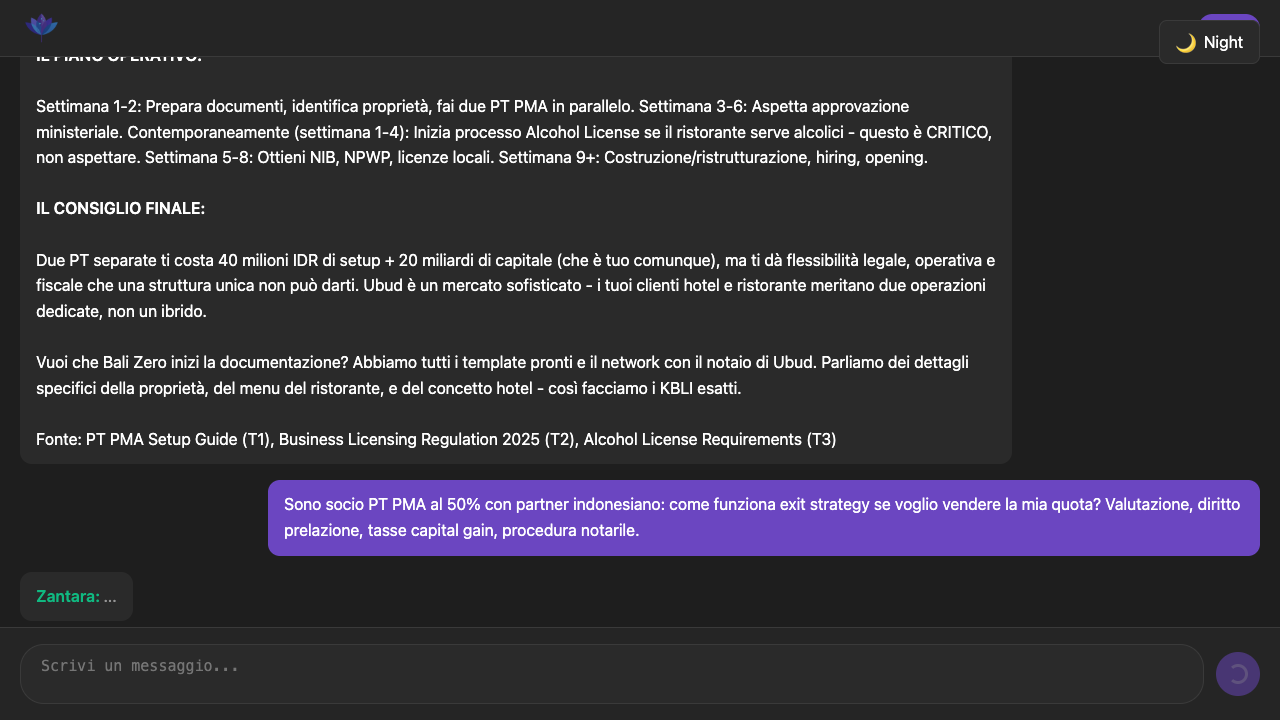 🌙 Night
IL PIANO OPERATIVO:
Settimana 1-2: Prepara documenti, identifica proprietà, fai due PT PMA in parallelo. Settimana 3-6: Aspetta approvazione
ministeriale. Contemporaneamente (settimana 1-4): Inizia processo Alcohol License se il ristorante serve alcolici - questo è CRITICO,
non aspettare. Settimana 5-8: Ottieni NIB, NPWP, licenze locali. Settimana 9+: Costruzione/ristrutturazione, hiring, opening.
IL CONSIGLIO FINALE:
Due PT separate ti costa 40 milioni IDR di setup + 20 miliardi di capitale (che è tuo comunque), ma ti dà flessibilità legale, operativa e
fiscale che una struttura unica non può darti. Ubud è un mercato sofisticato - i tuoi clienti hotel e ristorante meritano due operazioni
dedicate, non un ibrido.
Vuoi che Bali Zero inizi la documentazione? Abbiamo tutti i template pronti e il network con il notaio di Ubud. Parliamo dei dettagli
specifici della proprietà, del menu del ristorante, e del concetto hotel - così facciamo i KBLI esatti.
Fonte: PT PMA Setup Guide (T1), Business Licensing Regulation 2025 (T2), Alcohol License Requirements (T3)
Sono socio PT PMA al 50% con partner indonesiano: come funziona exit strategy se voglio vendere la mia quota? Valutazione, diritto
prelazione, tasse capital gain, procedura notarile.
Zantara: ...
Scrivi un messaggio...